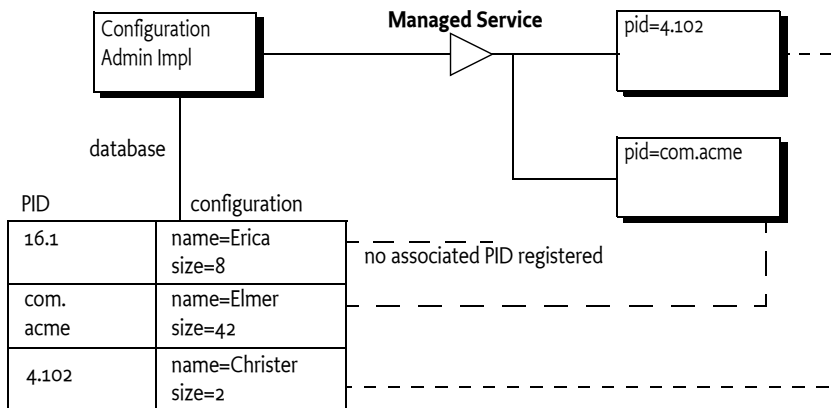 Configuration
Admin Impl
Managed Service
pid=4.102
pid=com.acme
database
PID
configuration
16.1
name=Erica
size=8
no associated PID registered
com.
acme
name=Elmer
size=42
4.102
name=Christer
size=2